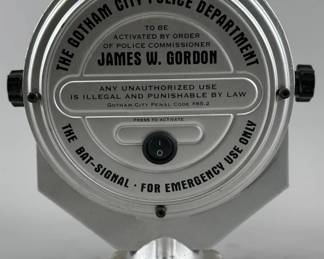 THE GOTHAM CITY POLICE DEPARTMENT
TO BE
ACTIVATED BY ORDER
OF POLICE COMMISSIONER
JAMES W. GORDON
ANY UNAUTHORIZED USE
IS ILLEGAL AND PUNISHABLE BY LAW
GOTHAM CITY PENAL CODE #85.2
PRESS TO ACTIVATE
THE BAT-SIGNAL · FOR EMERGENCY USE ONLY